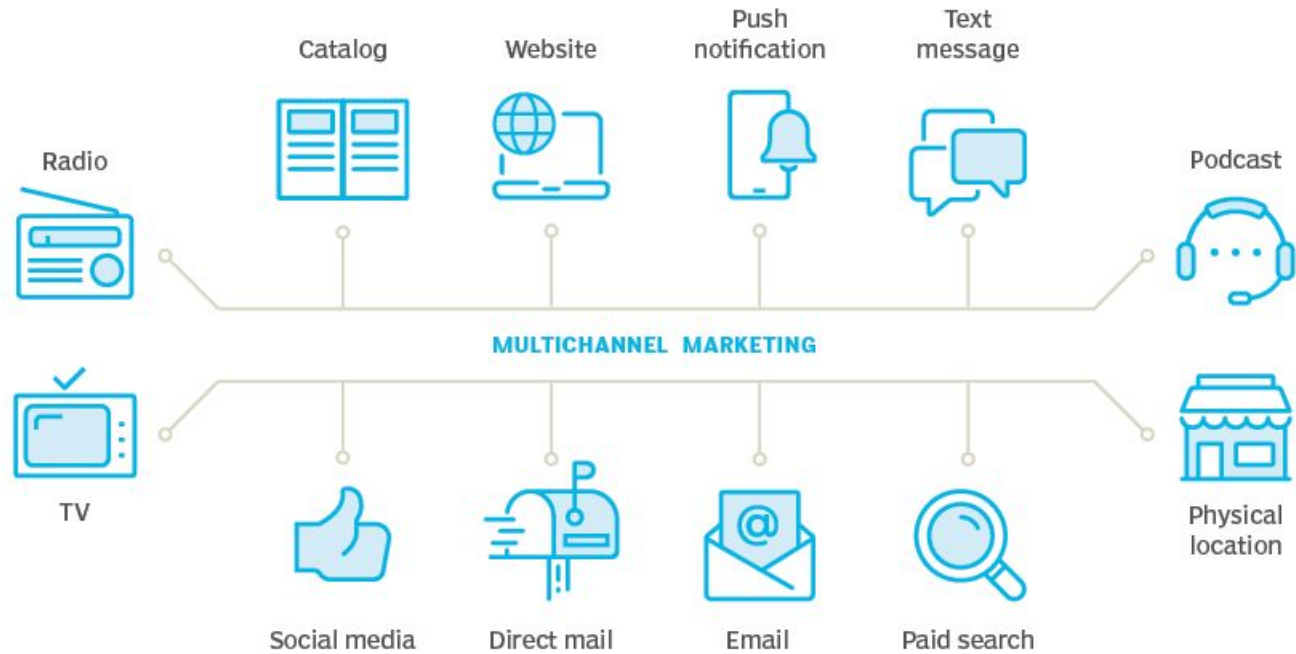 Push
notification
Text
message
Catalog
Website
Radio
Podcast
MULTICHANNEL MARKETING
TV
Physical
location
Social media
Direct mail
@
Email
Paid search